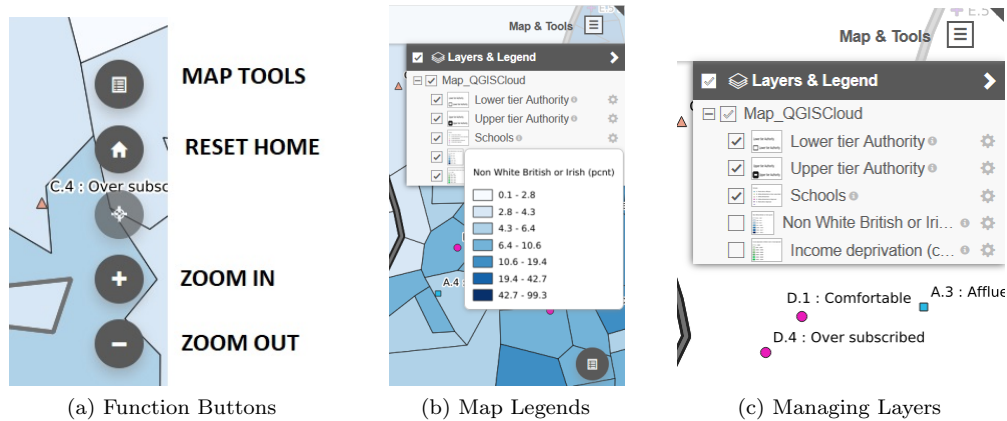 MAP TOOLS
RESET HOME
C.4 : Over subsc
ZOOM IN
ZOOM OUT
(a) Function Buttons
Map & Tools
Layers & Legend
Map_QGISCloud
Lower tier Authority
Upper tier Authority
Schools
Non White British or Irish (pcnt)
0.1 - 2.8
2.8 - 4.3
4.3 - 6.4
6.4 - 10.6
10.6 - 19.4
19.4 - 42.7
42.7 - 99.3
A.4
(b) Map Legends
E.5
Map & Tools
Layers & Legend
Map_QGISCloud
Lower tier Authority
Upper tier Authority
Schools
Non White British or Iri...
Income deprivation (c...
D.1 : Comfortable
A.3 : Afflue
D.4 : Over subscribed
(c) Managing Layers